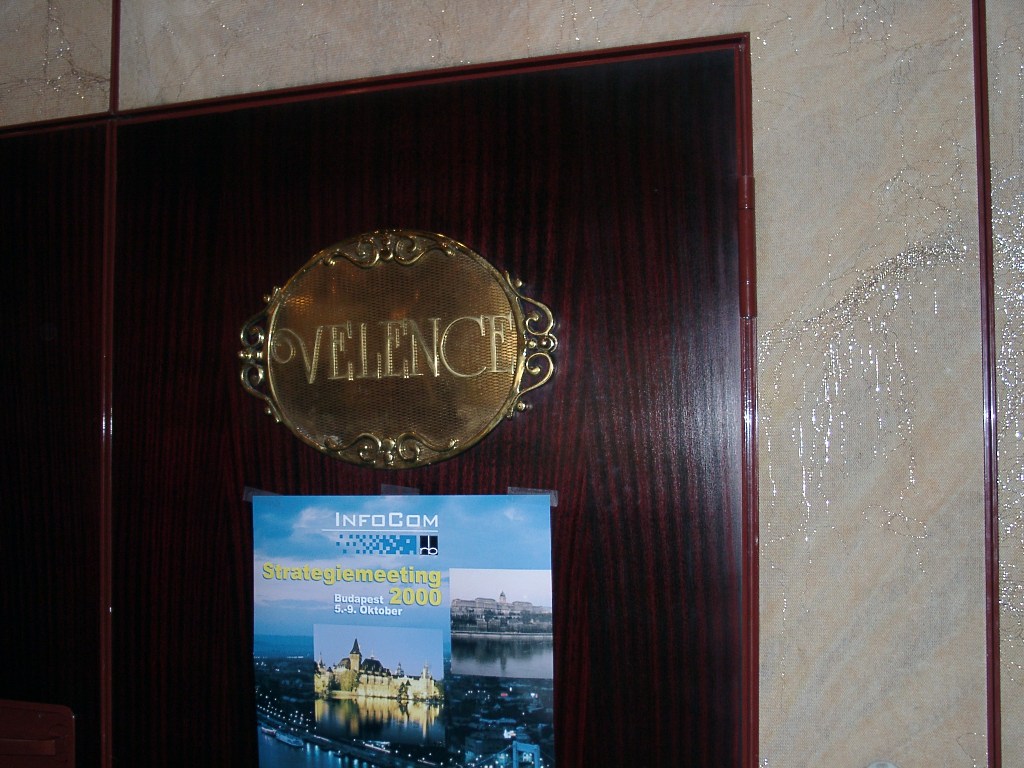 VELENCE
INFOCOM
Strategiemeeting
2000
Budapest
5.-9. Oktober